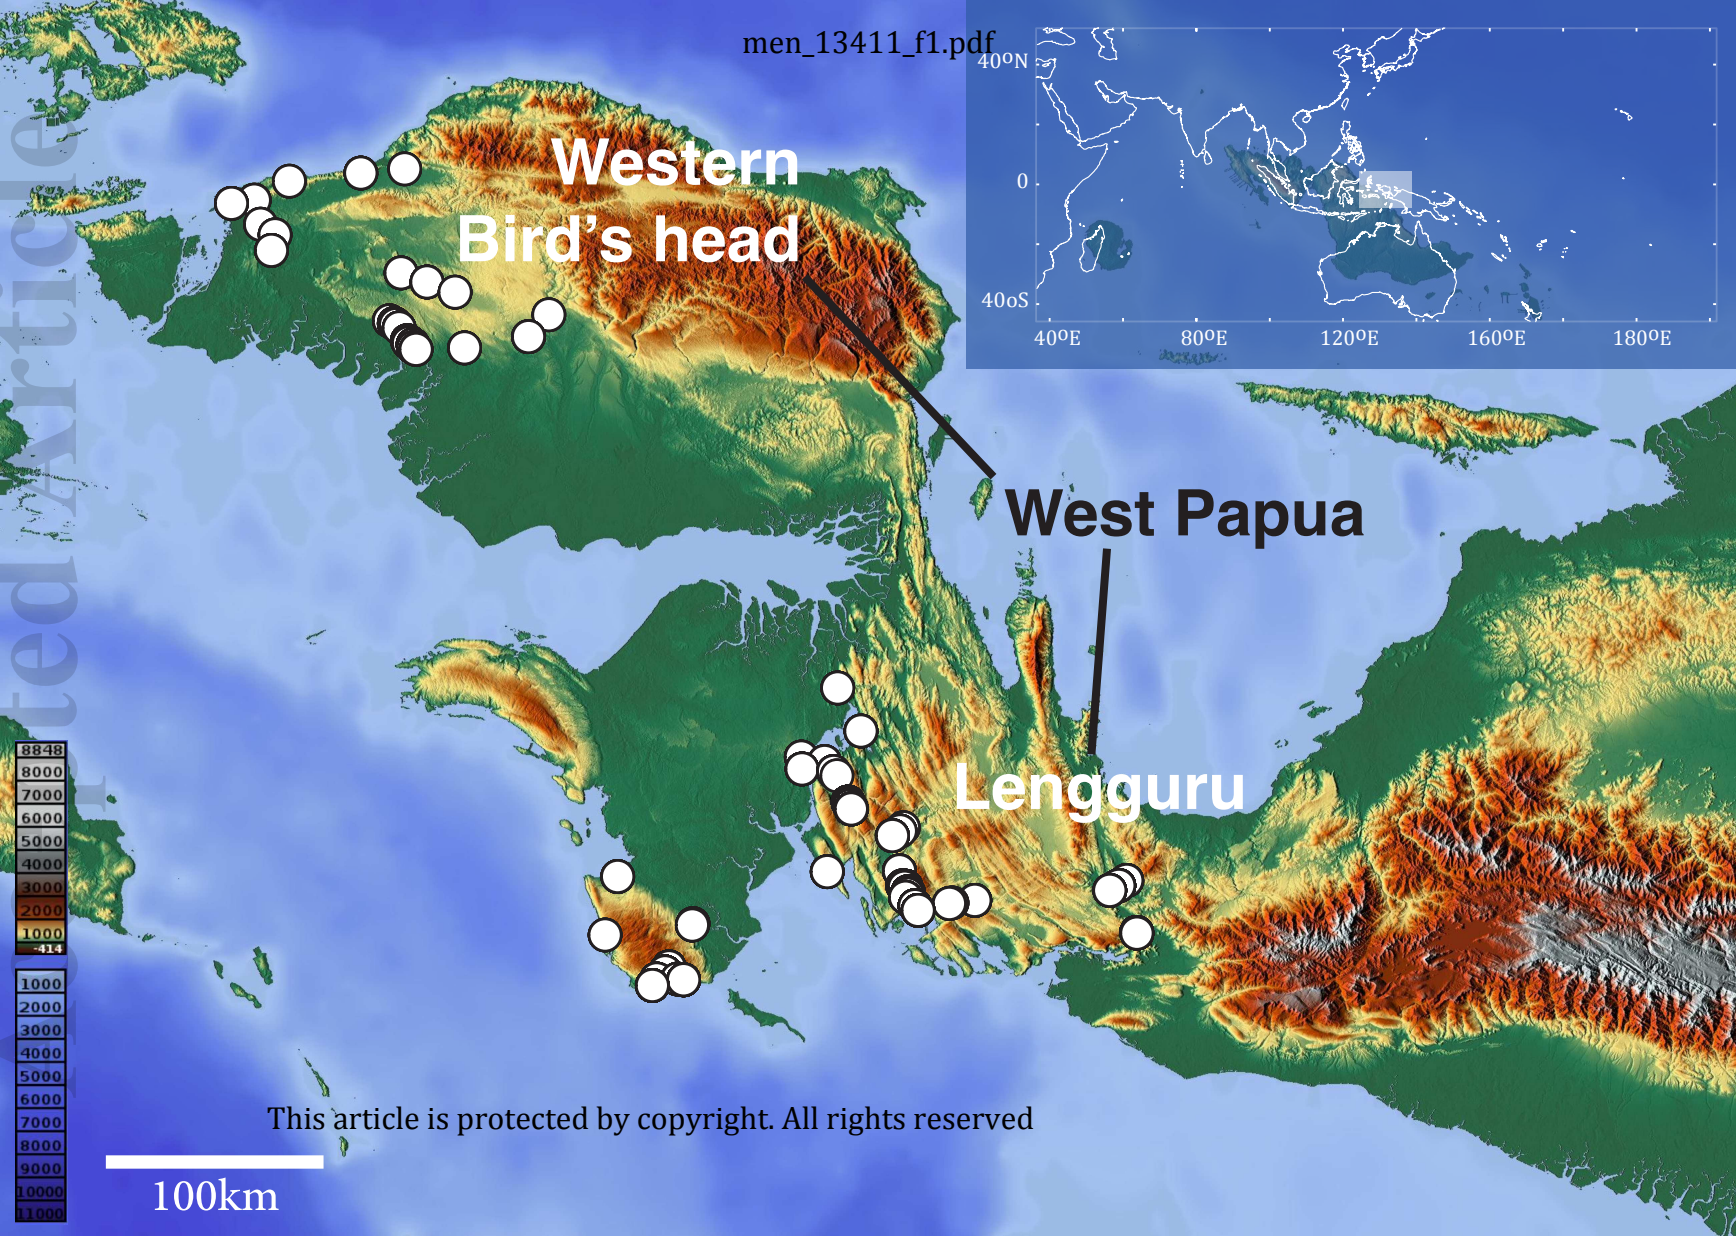 men_13411_f1.pdf
40ºN
0
40oS
40ºE 80ºE 120ºE 160ºE 180ºE
Western
Bird’s head
West Papua
Lengguru
Accepted Article
8848
8000
7000
6000
5000
4000
3000
2000
1000
-414
1000
2000
3000
4000
5000
6000
7000
8000
9000
10000
11000
This article is protected by copyright. All rights reserved
100km